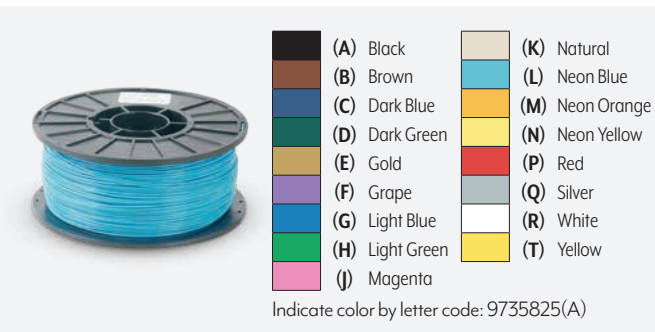 (A) Black
(B) Brown
(C) Dark Blue
(D) Dark Green
(E) Gold
(F) Grape
(G) Light Blue
(H) Light Green
(J) Magenta
(K) Natural
(L) Neon Blue
(M) Neon Orange
(N) Neon Yellow
(P) Red
(Q) Silver
(R) White
(T) Yellow
Indicate color by letter code: 9735825(A)